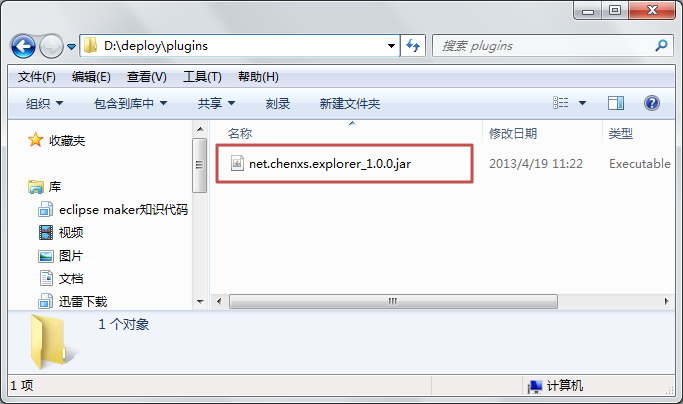 D:\deploy\plugins
搜索 plugins
文件(F) 编辑(E) 查看(V) 工具(T) 帮助(H)
组织 包含到库中 共享 刻录 新建文件夹
名称 修改日期 类型
收藏夹
net.chenxs.explorer_1.0.0.jar 2013/4/19 11:22 Executable
库
eclipse maker知识代码
视频
图片
文档
迅雷下载
1 个对象
1 项 计算机